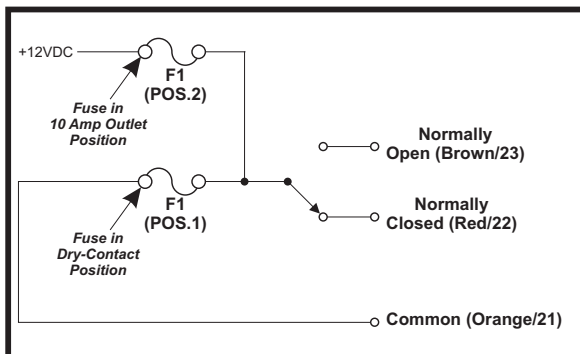 +12VDC
F1
(POS.2)
Fuse in
10 Amp Outlet
Position
Normally
Open (Brown/23)
F1
(POS.1)
Fuse in
Dry-Contact
Position
Normally
Closed (Red/22)
Common (Orange/21)